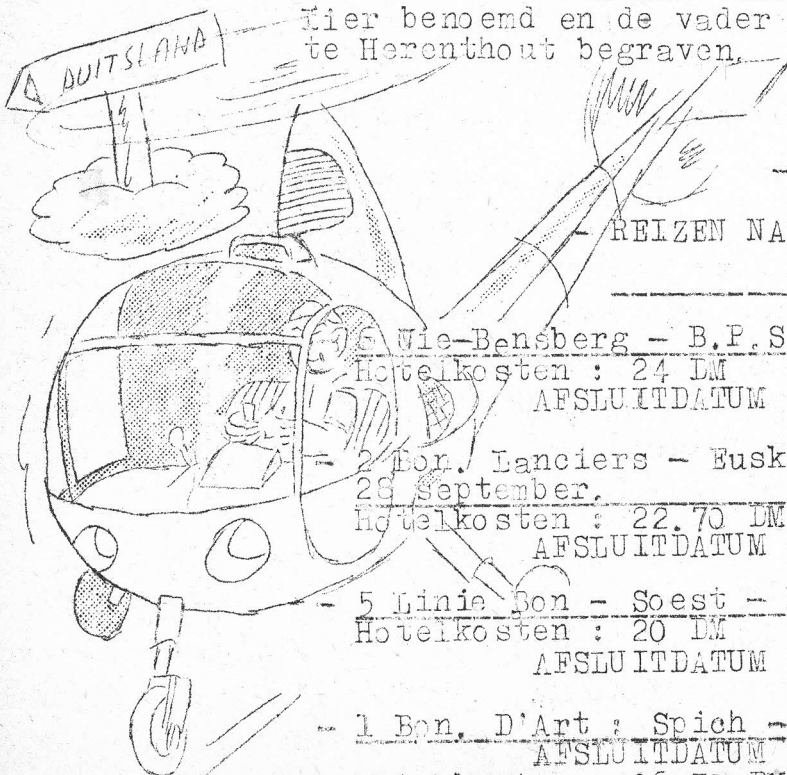 DUITSLAND
Hier benoemd en de vader
te Herenthout begraven.
- REIZEN NA
6 Wie-Bensberg - B.P.S
Hotelkosten : 24 DM
AFSLUITDATUM
- 2 Bon. Lanciers - Eusk
28 september.
Hotelkosten : 22.70 DM
AFSLUITDATUM
- 5 Linie Bon - Soest -
Hotelkosten : 20 DM
AFSLUITDATUM
- 1 Bon. D'Art : Spich -
AFSLUITDATUM